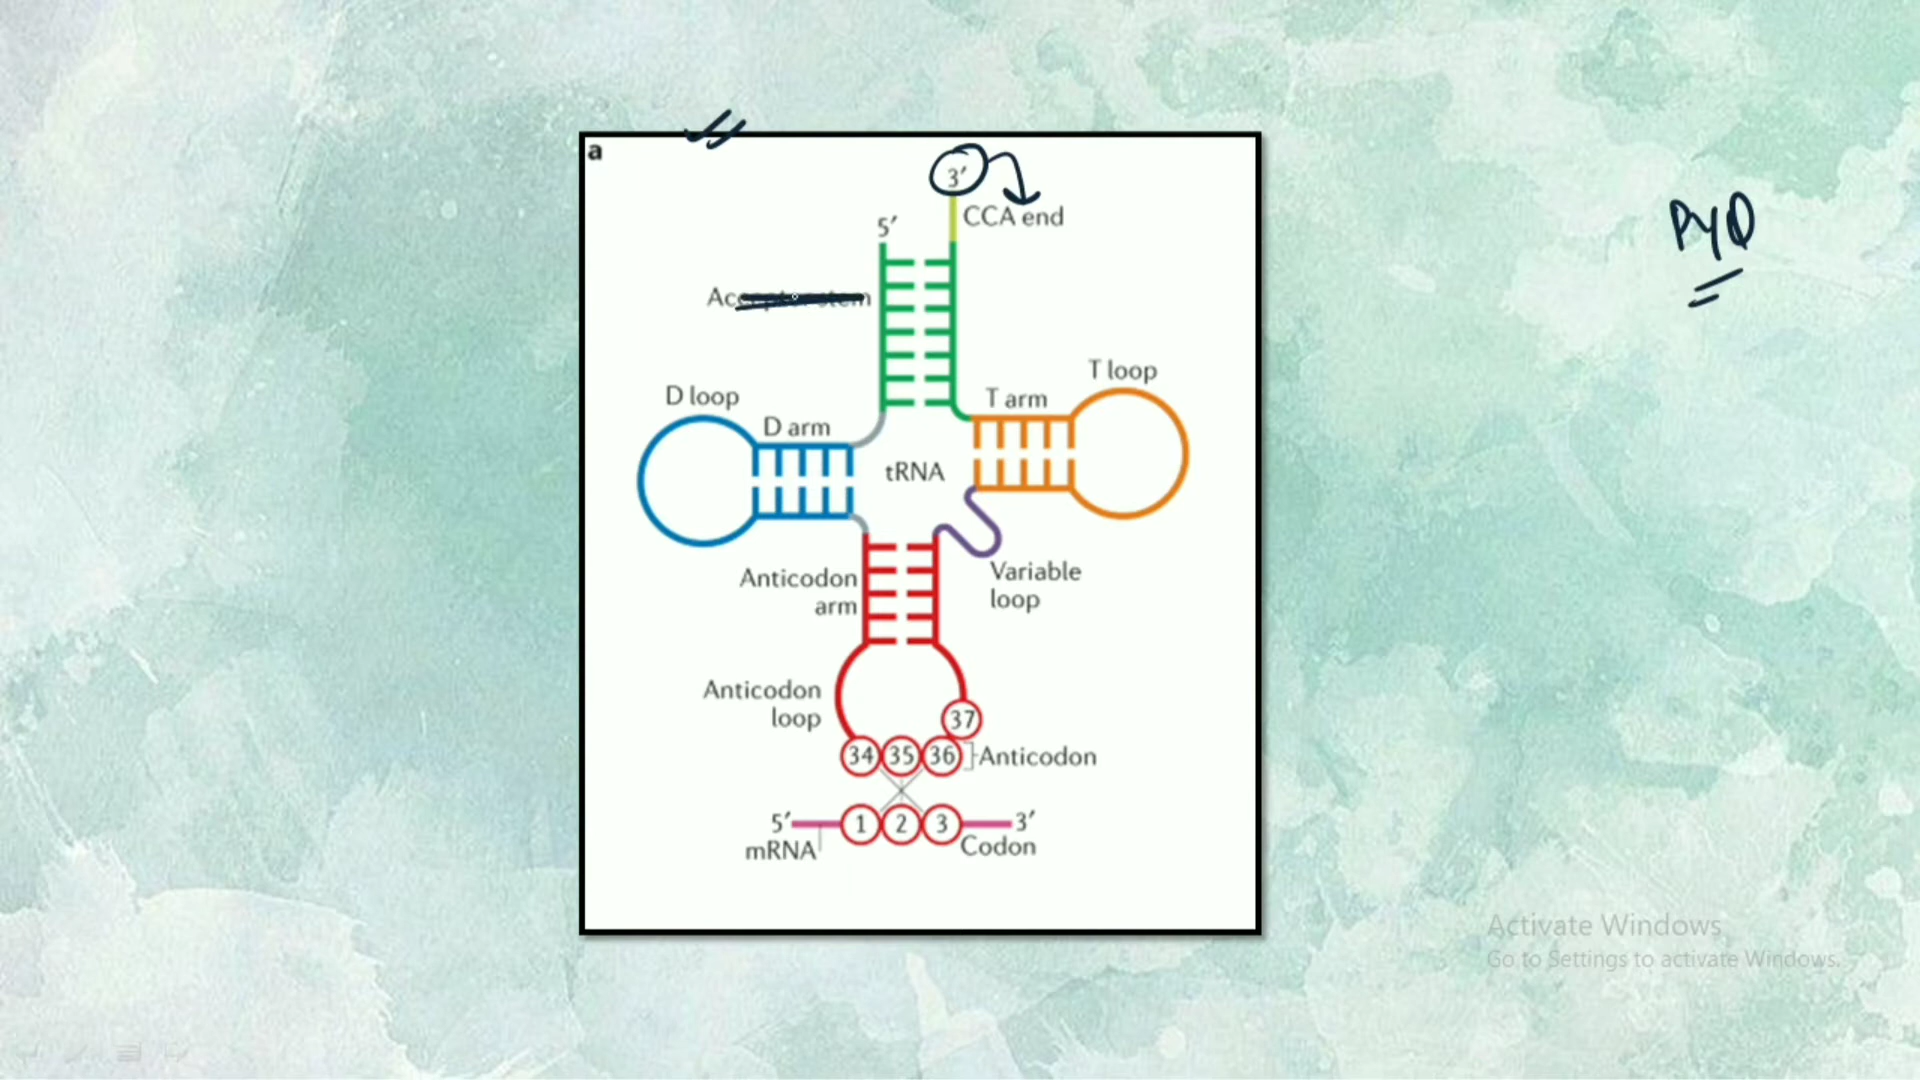 a
3′
CCA end
5′
PYQ
D loop
D arm
T loop
T arm
tRNA
Anticodon
arm
Variable
loop
Anticodon
loop
37
34 35 36 Anticodon
5′ 1 2 3 3′
mRNA Codon
Activate Windows
Go to Settings to activate Windows.